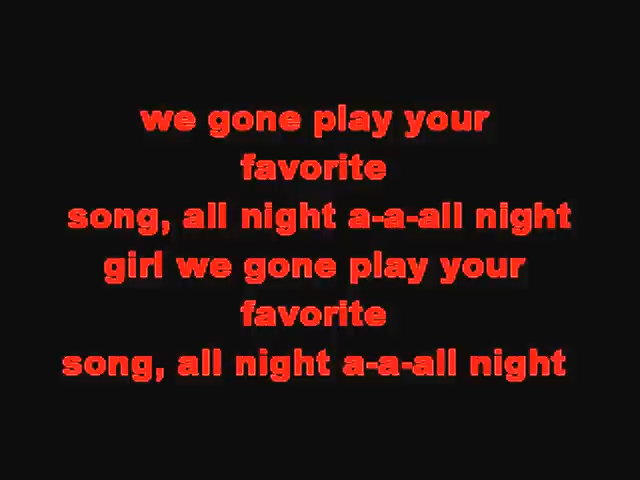 we gone play your
favorite
song, all night a-a-all night
girl we gone play your
favorite
song, all night a-a-all night